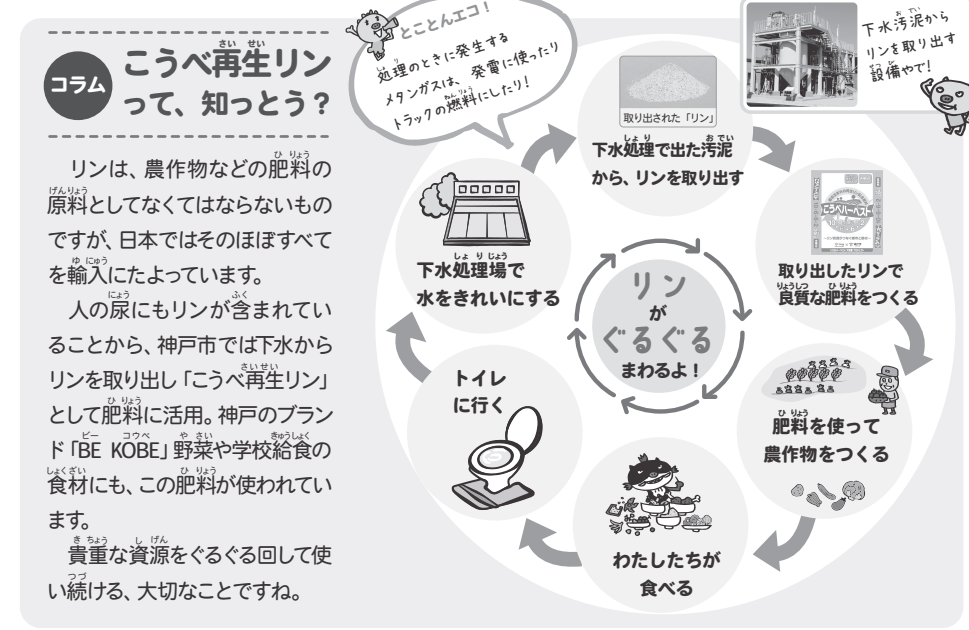 コラム
こうべ再生リン
って、知っとう？
リンは、農作物などの肥料の
原料としてなくてはならないもの
ですが、日本ではそのほぼすべて
を輸入にたよっています。
人の尿にもリンが含まれてい
ることから、神戸市では下水から
リンを取り出し「こうべ再生リン」
として肥料に活用。神戸のブラン
ド「BE KOBE」野菜や学校給食の
食材にも、この肥料が使われてい
ます。
貴重な資源をぐるぐる回して使
い続ける、大切なことですね。
とことんエコ！
処理のときに発生する
メタンガスは、発電に使ったり
トラックの燃料にしたり！
下水汚泥から
リンを取り出す
設備やで！
取り出された「リン」
下水処理で出た汚泥
から、リンを取り出す
こうべハーベスト
取り出したリンで
良質な肥料をつくる
肥料を使って
農作物をつくる
わたしたちが
食べる
トイレ
に行く
下水処理場で
水をきれいにする
リン
が
ぐるぐる
まわるよ！